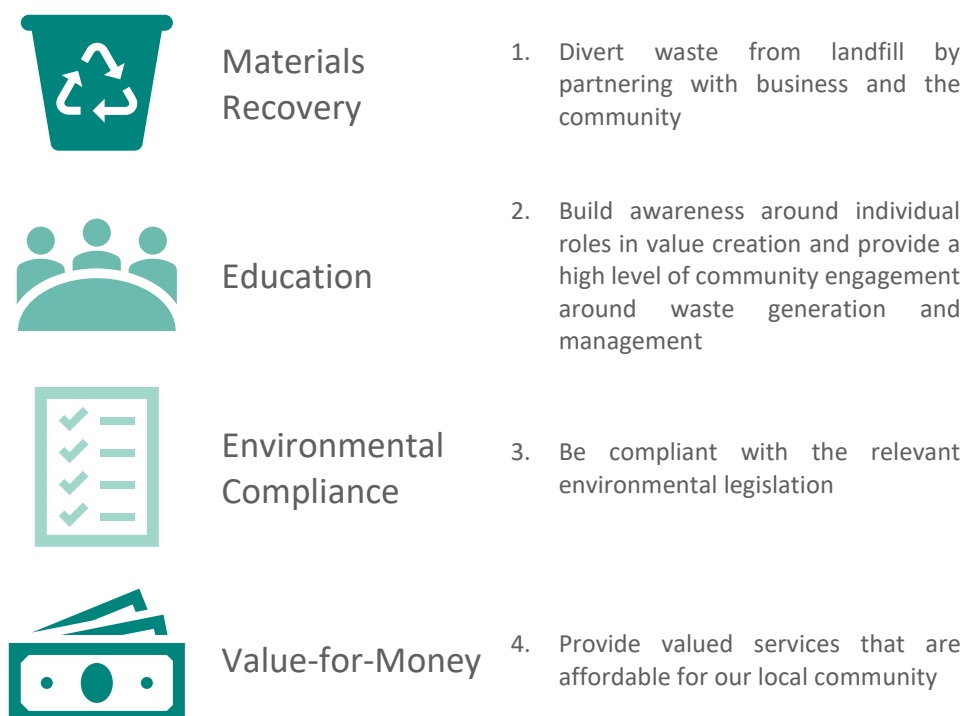 Materials
Recovery
1. Divert waste from landfill by
partnering with business and the
community
Education
2. Build awareness around individual
roles in value creation and provide a
high level of community engagement
around waste generation and
management
Environmental
Compliance
3. Be compliant with the relevant
environmental legislation
Value-for-Money
4. Provide valued services that are
affordable for our local community